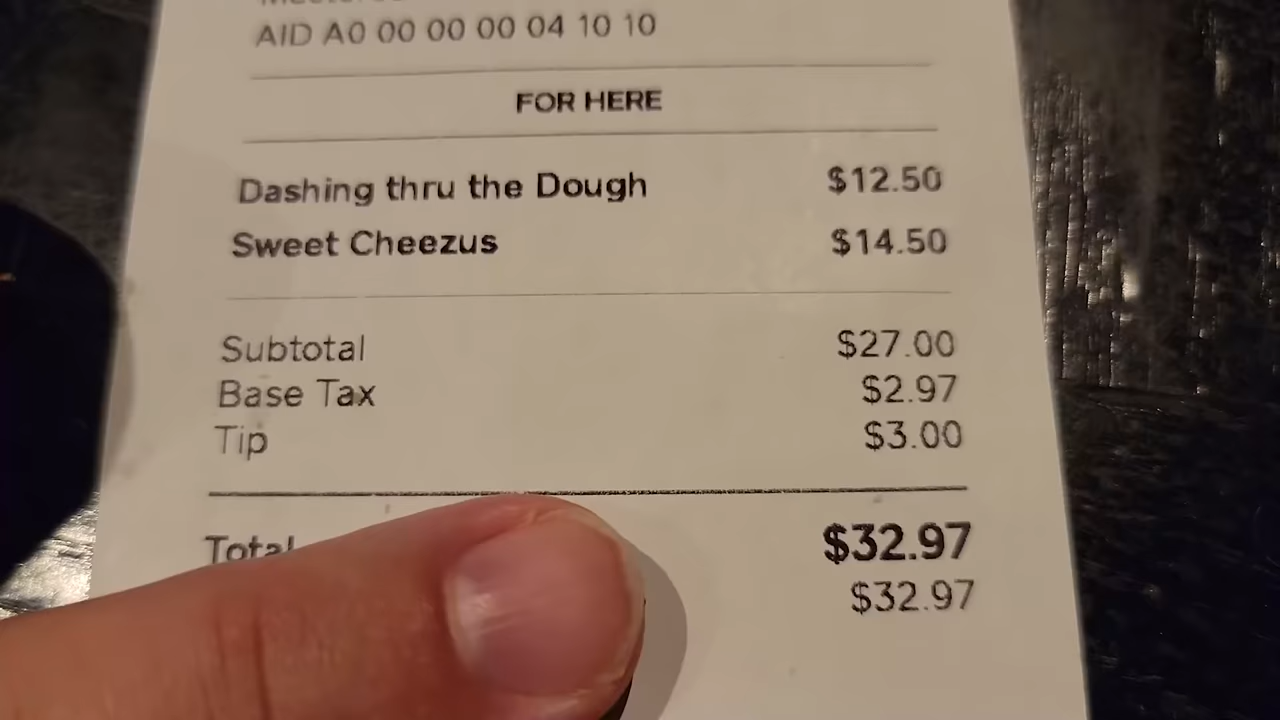 AID A0 00 00 00 04 10 10
FOR HERE
Dashing thru the Dough $12.50
Sweet Cheezus $14.50
Subtotal $27.00
Base Tax $2.97
Tip $3.00
Total $32.97
$32.97